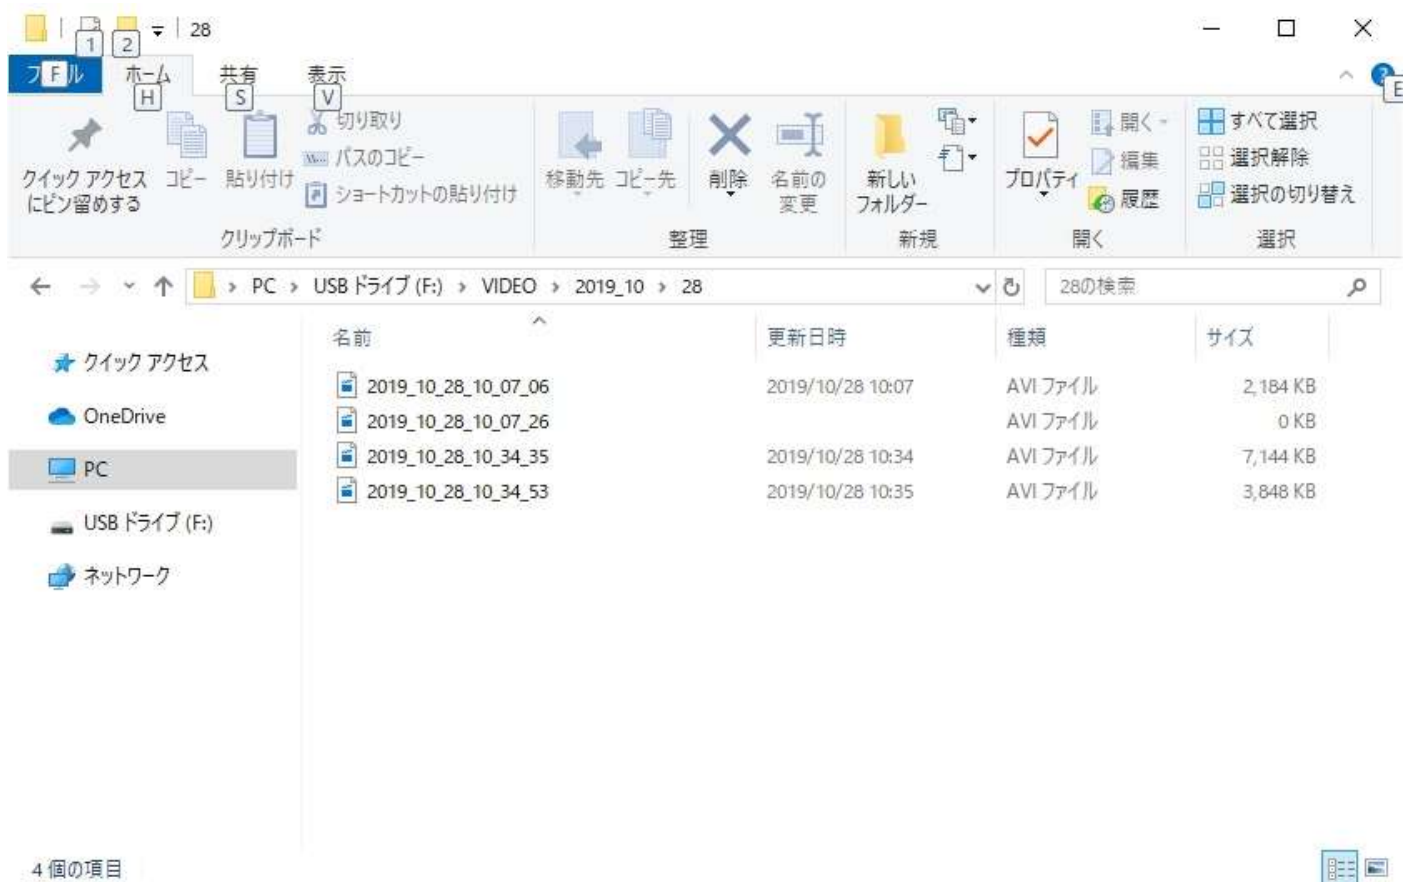 1 2 28
フ F ル ホーム 共有 表示
H S V E
クイック アクセス
にピン留めする
コピー 貼り付け
切り取り
パスのコピー
ショートカットの貼り付け
移動先 コピー先 削除 名前の
変更
新しい
フォルダー
プロパティ
開く
編集
履歴
すべて選択
選択解除
選択の切り替え
クリップボード 整理 新規 開く 選択
PC › USB ドライブ (F:) › VIDEO › 2019_10 › 28 28の検索
名前 更新日時 種類 サイズ
クイック アクセス
OneDrive
PC
USB ドライブ (F:)
ネットワーク
2019_10_28_10_07_06 2019/10/28 10:07 AVI ファイル 2,184 KB
2019_10_28_10_07_26 AVI ファイル 0 KB
2019_10_28_10_34_35 2019/10/28 10:34 AVI ファイル 7,144 KB
2019_10_28_10_34_53 2019/10/28 10:35 AVI ファイル 3,848 KB
4 個の項目